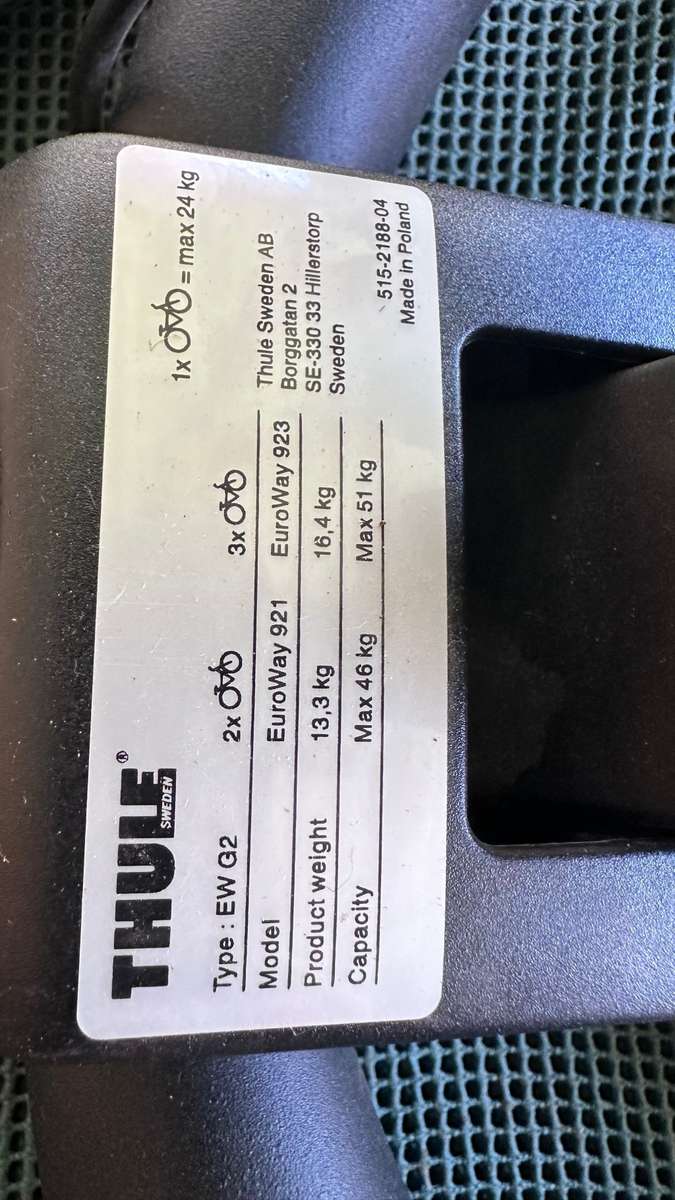 THULE®
SWEDEN
1x = max 24 kg
Type : EW G2 2x 3x
Model EuroWay 921 EuroWay 923
Product weight 13,3 kg 16,4 kg
Capacity Max 46 kg Max 51 kg
Thule Sweden AB
Borggatan 2
SE-330 33 Hillerstorp
Sweden
515-2188-04
Made in Poland